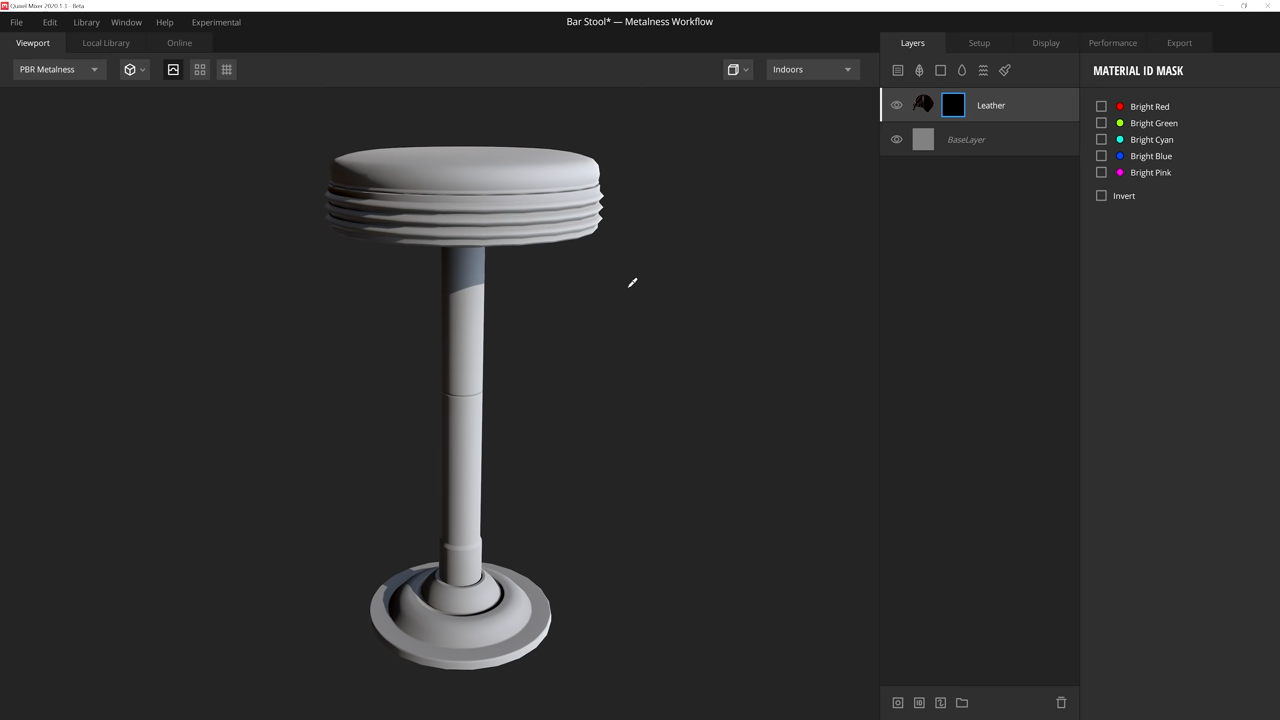 Quixel Mixer 2020.1.3 - Beta
File Edit Library Window Help Experimental
Bar Stool* — Metalness Workflow
Viewport Local Library Online
Layers Setup Display Performance Export
PBR Metalness
Indoors
MATERIAL ID MASK
Leather
BaseLayer
Bright Red
Bright Green
Bright Cyan
Bright Blue
Bright Pink
Invert
ID